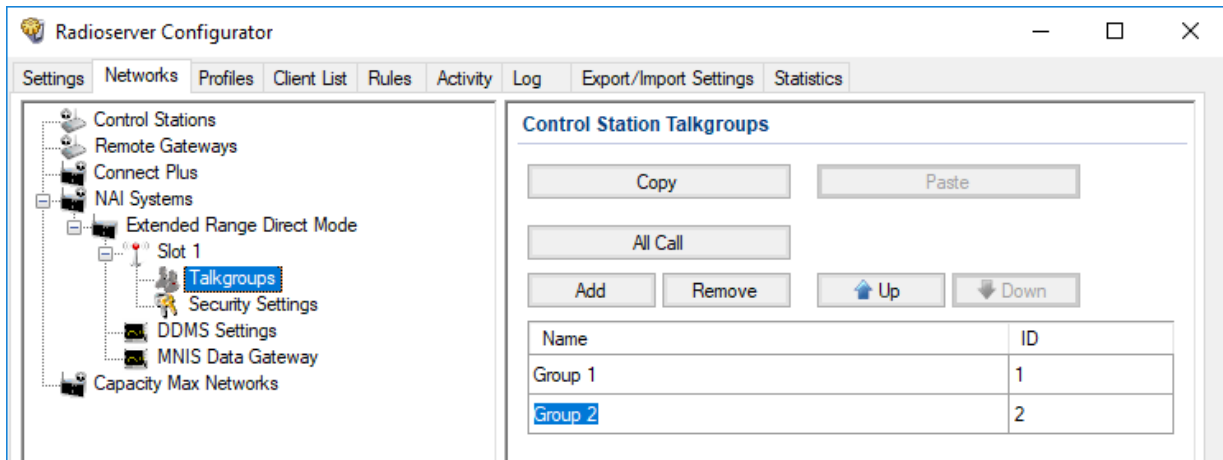 Radioserver Configurator
Settings Networks Profiles Client List Rules Activity Log Export/Import Settings Statistics
Control Stations
Remote Gateways
Connect Plus
NAI Systems
Extended Range Direct Mode
Slot 1
Talkgroups
Security Settings
DDMS Settings
MNIS Data Gateway
Capacity Max Networks
Control Station Talkgroups
Copy Paste
All Call
Add Remove Up Down
Name ID
Group 1 1
Group 2 2